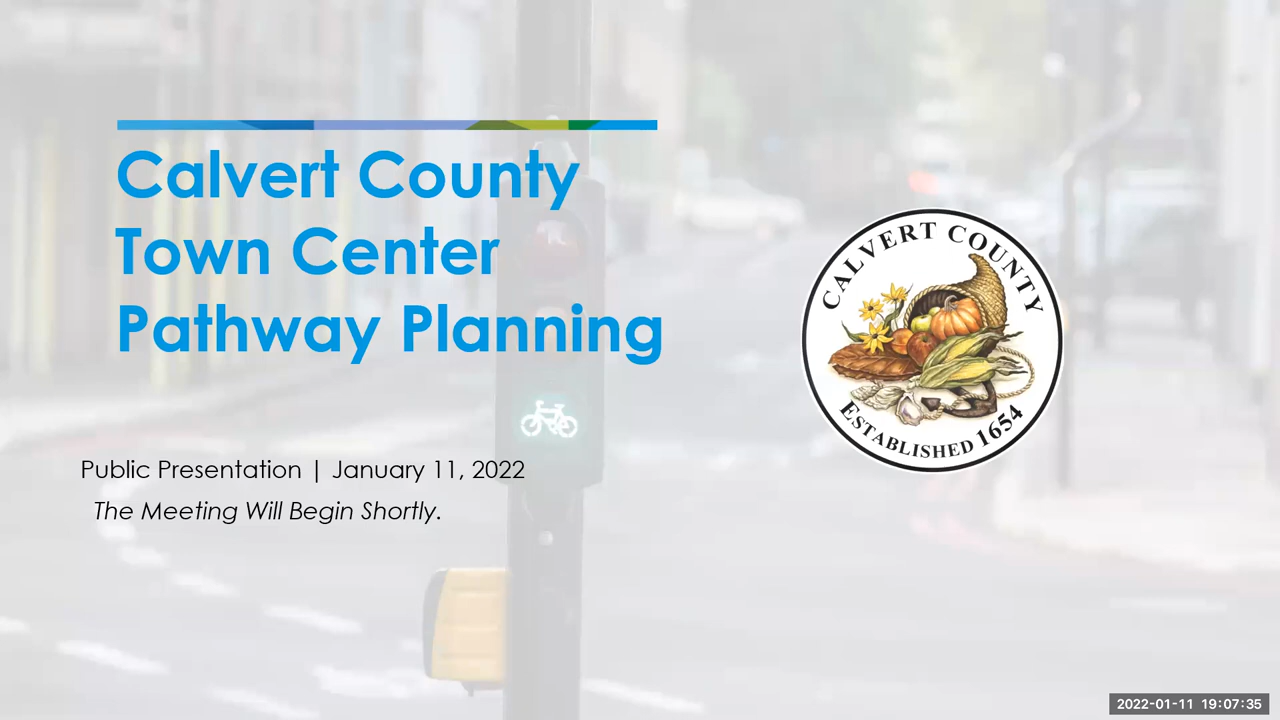 Calvert County
Town Center
Pathway Planning
CALVERT COUNTY
ESTABLISHED 1654
Public Presentation | January 11, 2022
The Meeting Will Begin Shortly.
2022-01-11 19:07:35